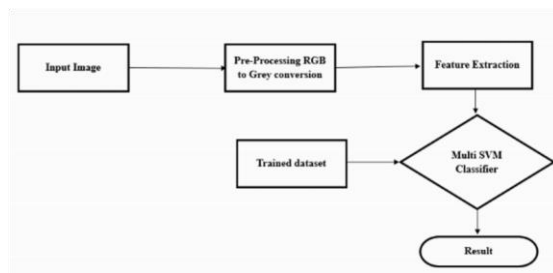 Input Image
Pre-Processing RGB
to Grey conversion
Feature Extraction
Trained dataset
Multi SVM
Classifier
Result